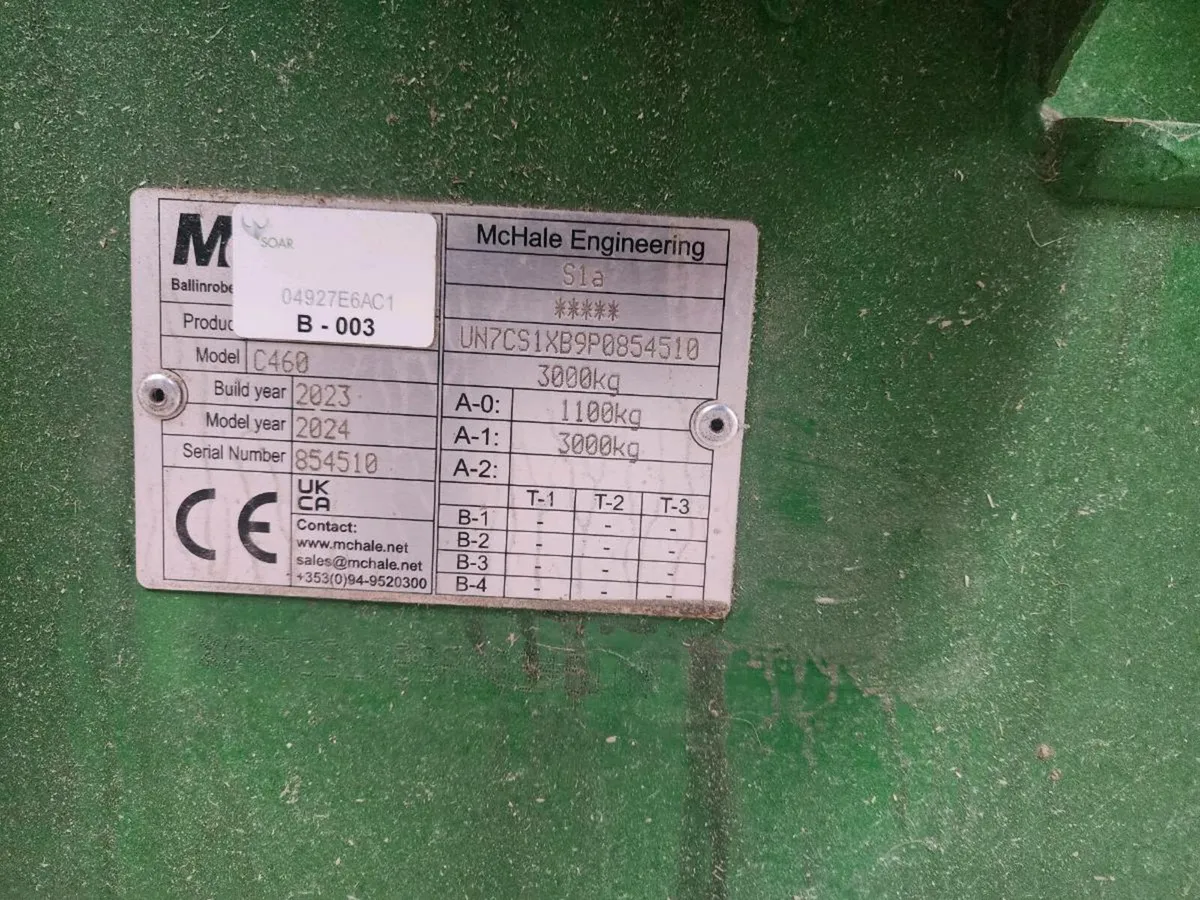 M
SOAR
04927E6AC1
B - 003
Ballinrobe
Model C460
Build year 2023
Model year 2024
Serial Number 854510
CE
UK
CA
Contact:
www.mchale.net
sales@mchale.net
+353(0)94-9520300
McHale Engineering
S1a
*****
UN7CS1XB9P0854510
3000kg
A-0: 1100kg
A-1: 3000kg
A-2:
T-1 T-2 T-3
B-1 - - -
B-2 - - -
B-3 - - -
B-4 - - -